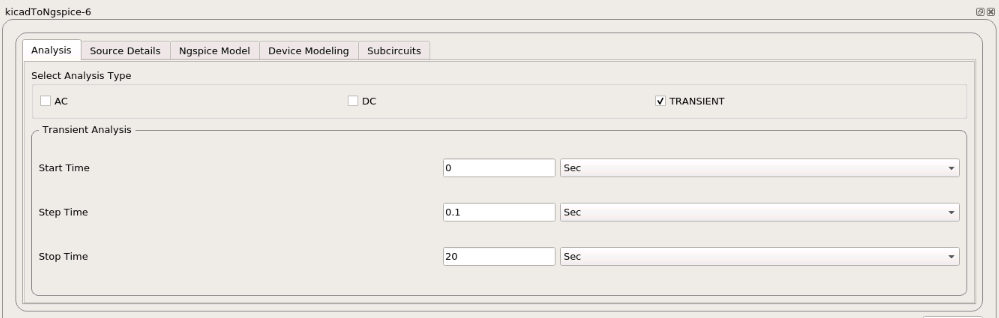 kicadToNgspice-6
Analysis Source Details Ngspice Model Device Modeling Subcircuits
Select Analysis Type
AC DC TRANSIENT
Transient Analysis
Start Time 0 Sec
Step Time 0.1 Sec
Stop Time 20 Sec